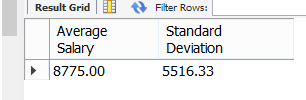 Result Grid Filter Rows:
Average Standard
Salary Deviation
8775.00 5516.33